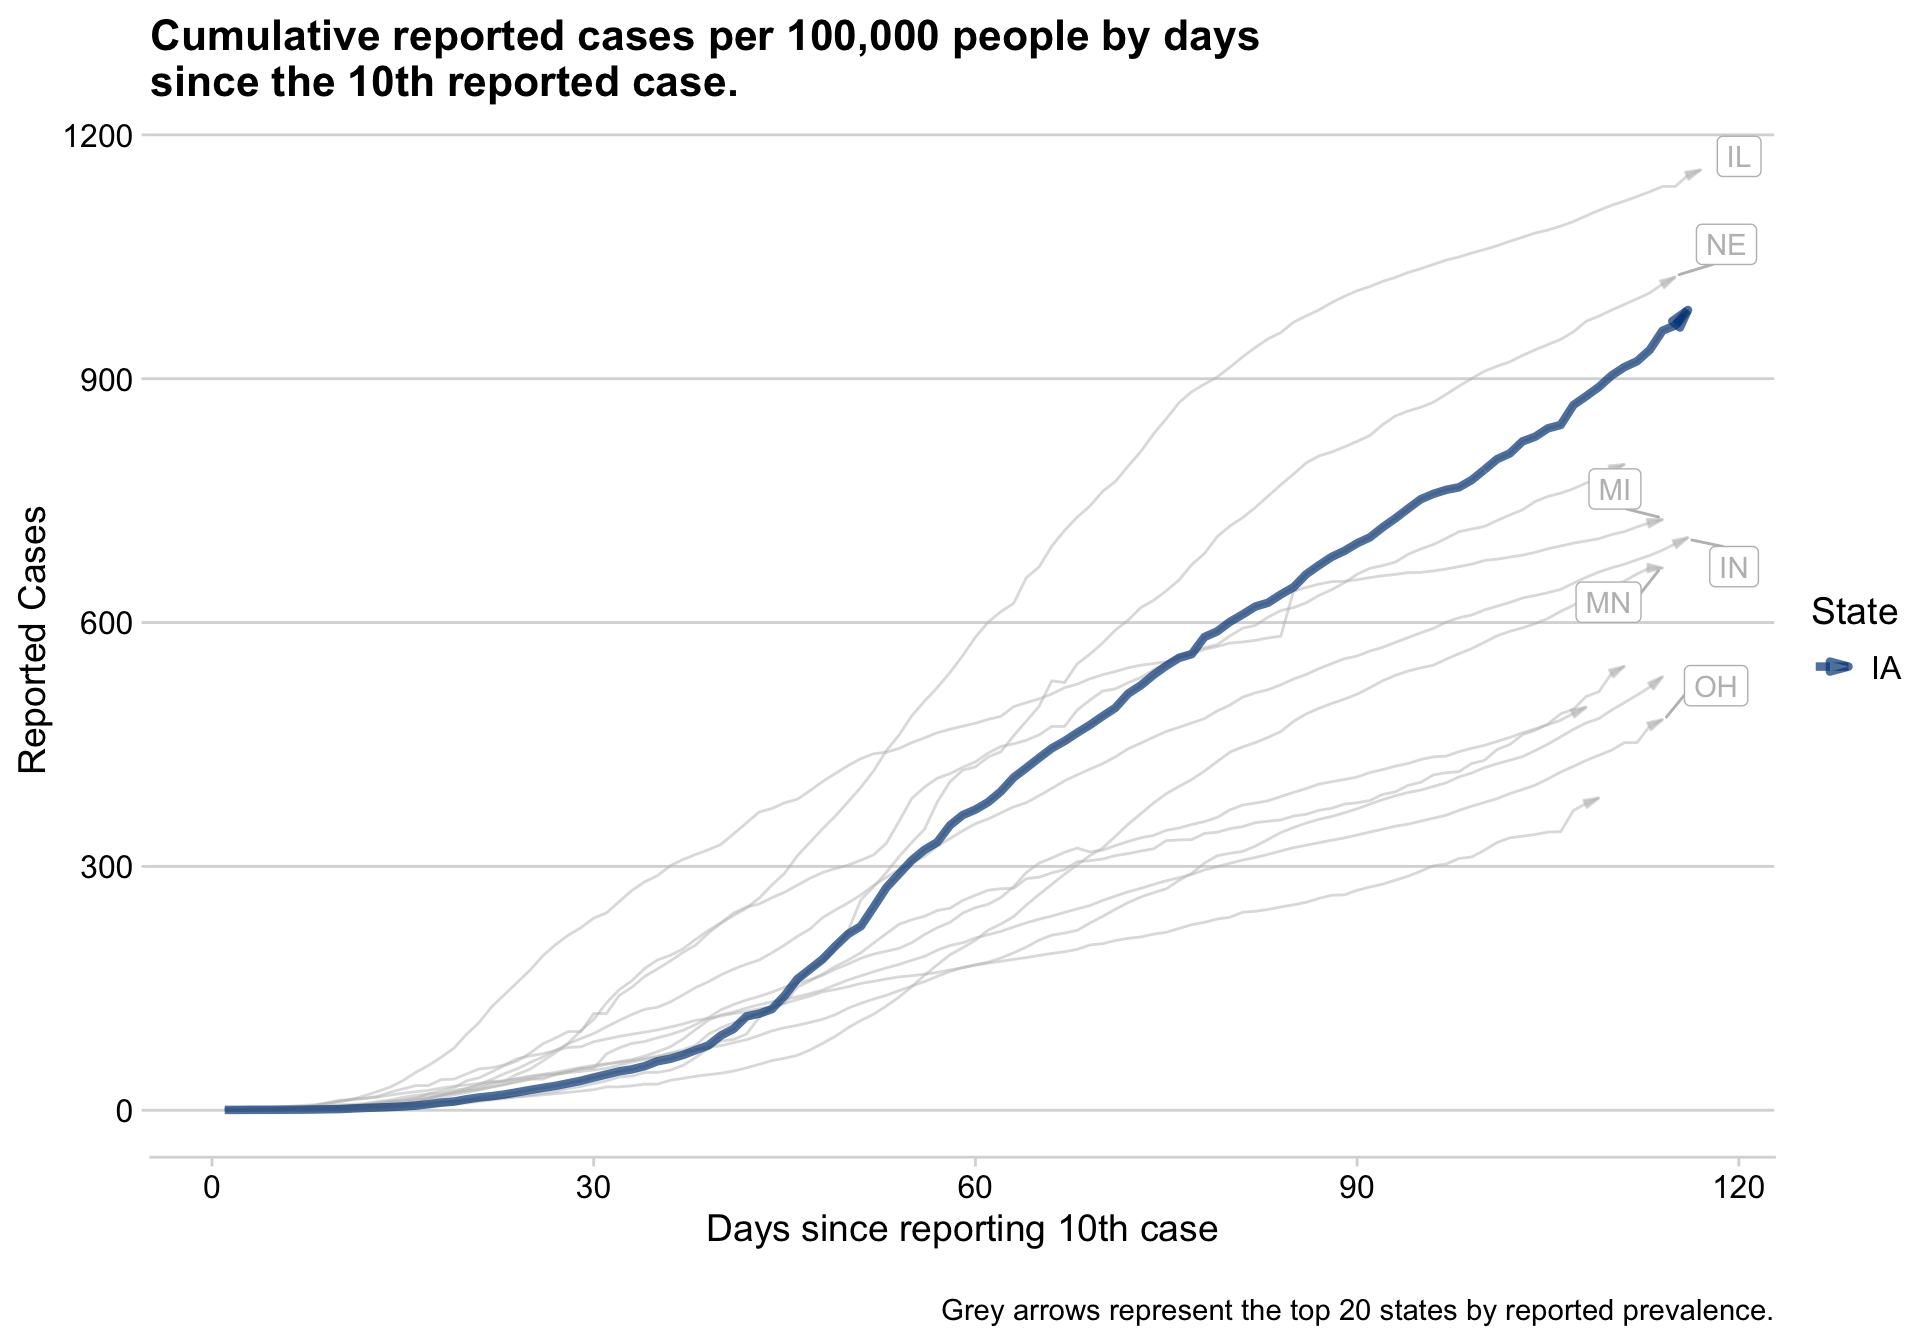 Cumulative reported cases per 100,000 people by days
since the 10th reported case.
1200
900
600
300
0
Reported Cases
IL
NE
MI
IN
MN
OH
State
IA
0 30 60 90 120
Days since reporting 10th case
Grey arrows represent the top 20 states by reported prevalence.